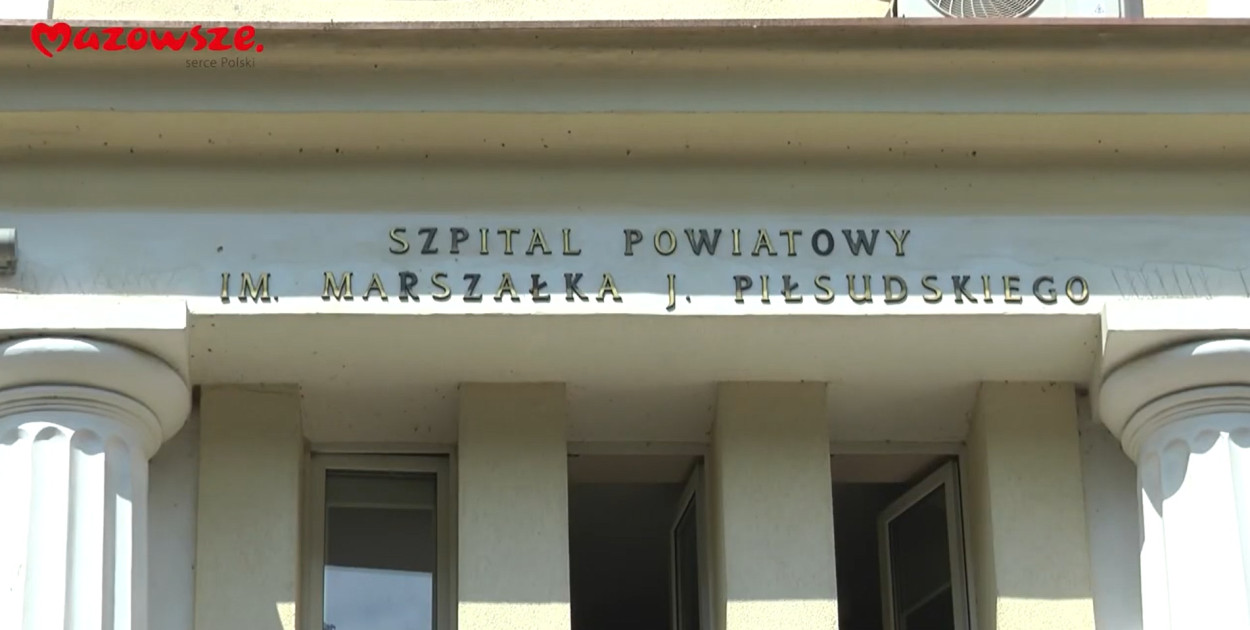 Mazowsze.
serce Polski
SZPITAL POWIATOWY
IM. MARSZAŁKA J. PIŁSUDSKIEGO